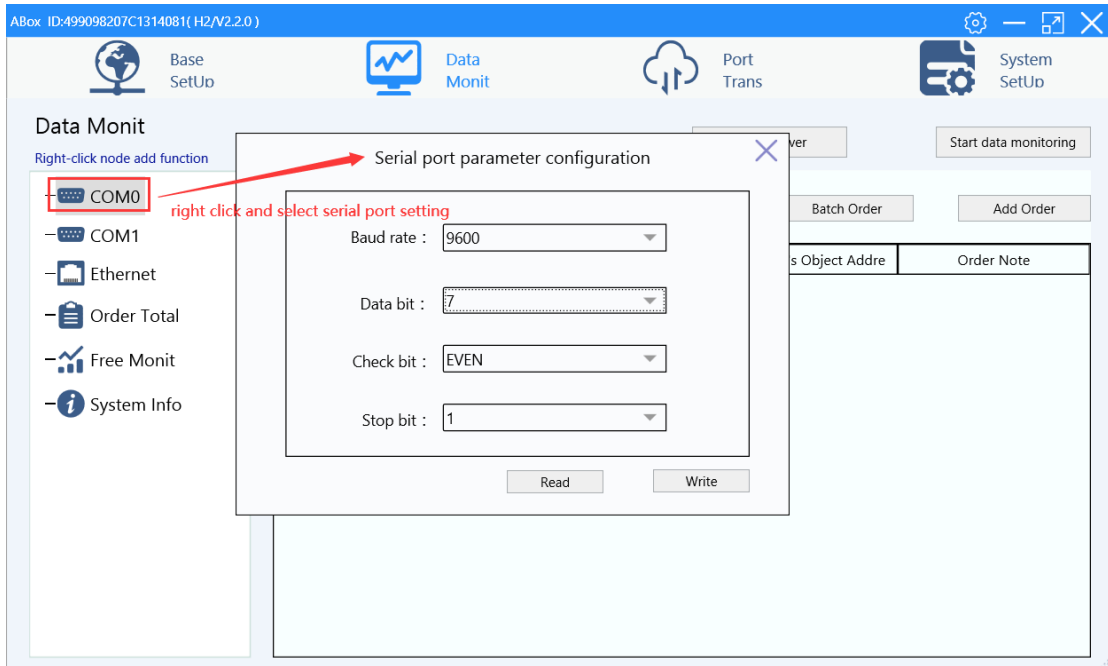 ABox ID:499098207C1314081( H2/V2.2.0 )
Base
SetUp
Data
Monit
Port
Trans
System
SetUp
Data Monit
Right-click node add function
Serial port parameter configuration
ver
Start data monitoring
COM0
right click and select serial port setting
Batch Order
Add Order
COM1
Baud rate :
9600
s Object Addre
Order Note
Ethernet
Data bit :
7
Order Total
Free Monit
Check bit :
EVEN
System Info
Stop bit :
1
Read
Write